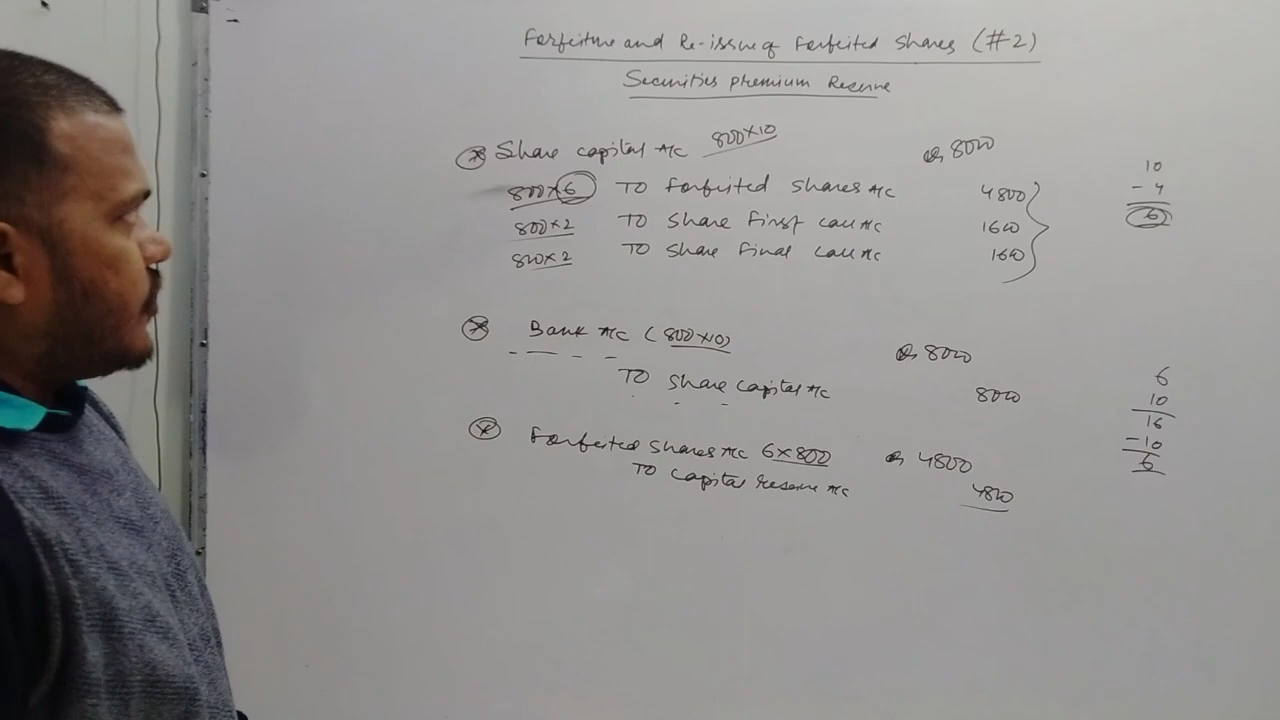 Forfeiture and Re-issue of Forfeited Shares (#2)
Securities Premium Reserve
Share capital A/C 800×10 Dr 8000
800×6 To Forfeited Shares A/C 4800
800×2 To Share First Call A/C 1600
800×2 To Share Final Call A/C 1600
10
- 4
6
Bank A/C (800×10) Dr 8000
To Share Capital A/C 8000
Forfeited Shares A/C 6×800 Dr 4800
To Capital Reserve A/C 4800
6
10
16
-10
6